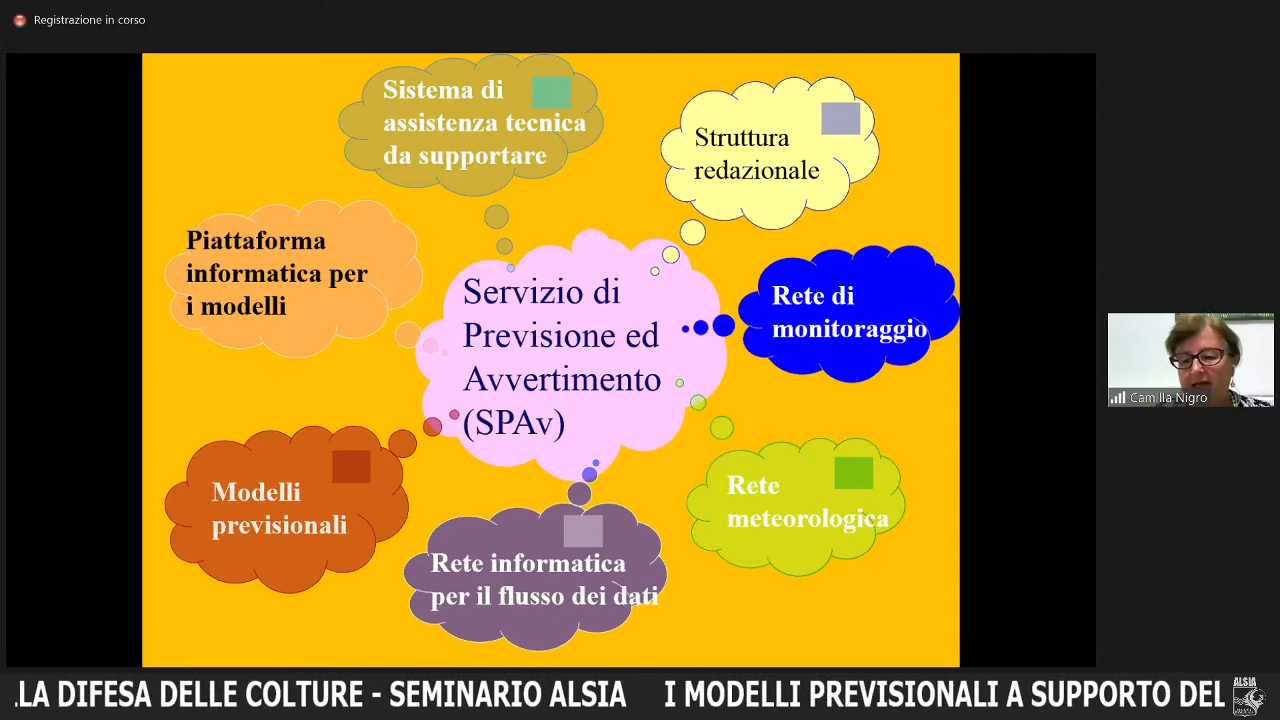 Registrazione in corso
Sistema di
assistenza tecnica
da supportare
Struttura
redazionale
Piattaforma
informatica per
i modelli
Servizio di
Previsione ed
Avvertimento
(SPAv)
Rete di
monitoraggio
Modelli
previsionali
Rete informatica
per il flusso dei dati
Rete
meteorologica
Camilla Nigro
LA DIFESA DELLE COLTURE - SEMINARIO ALSIA I MODELLI PREVISIONALI A SUPPORTO DEL
ALSIA